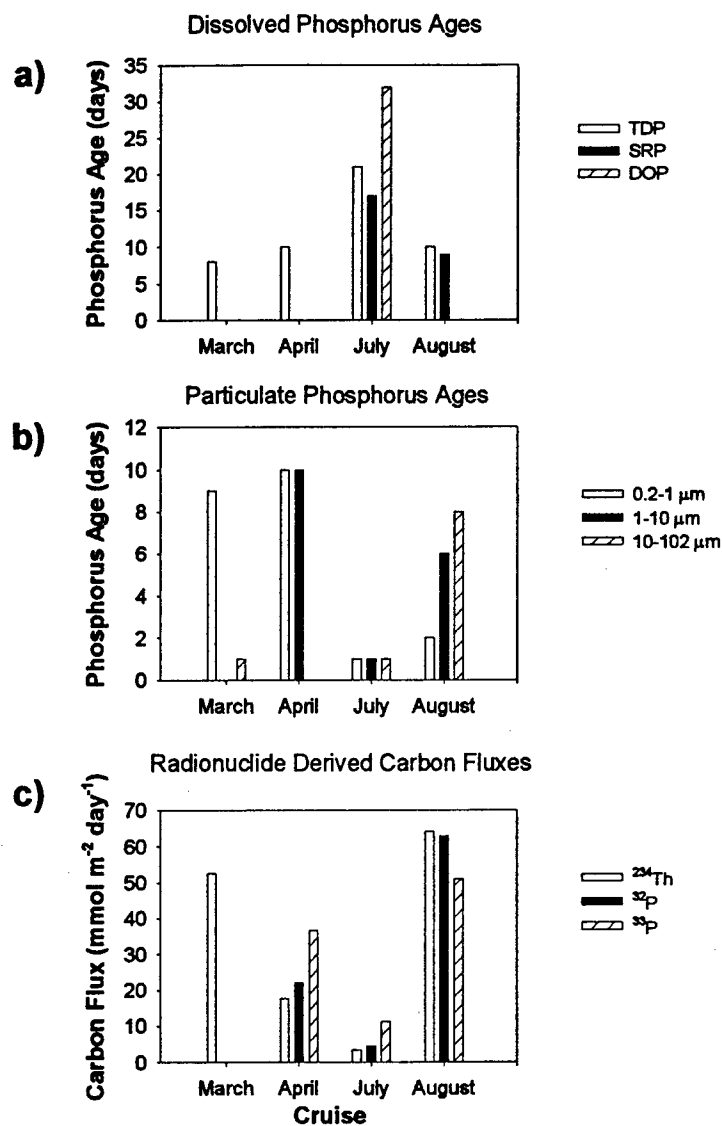 Dissolved Phosphorus Ages
a)
Phosphorus Age (days)
35
30
25
20
15
10
5
0
March April July August
TDP
SRP
DOP
Particulate Phosphorus Ages
b)
Phosphorus Age (days)
12
10
8
6
4
2
0
March April July August
0.2-1 μm
1-10 μm
10-102 μm
Radionuclide Derived Carbon Fluxes
c)
Carbon Flux (mmol m⁻² day⁻¹)
70
60
50
40
30
20
10
0
March April July August
Cruise
²³⁴Th
³²P
³³P